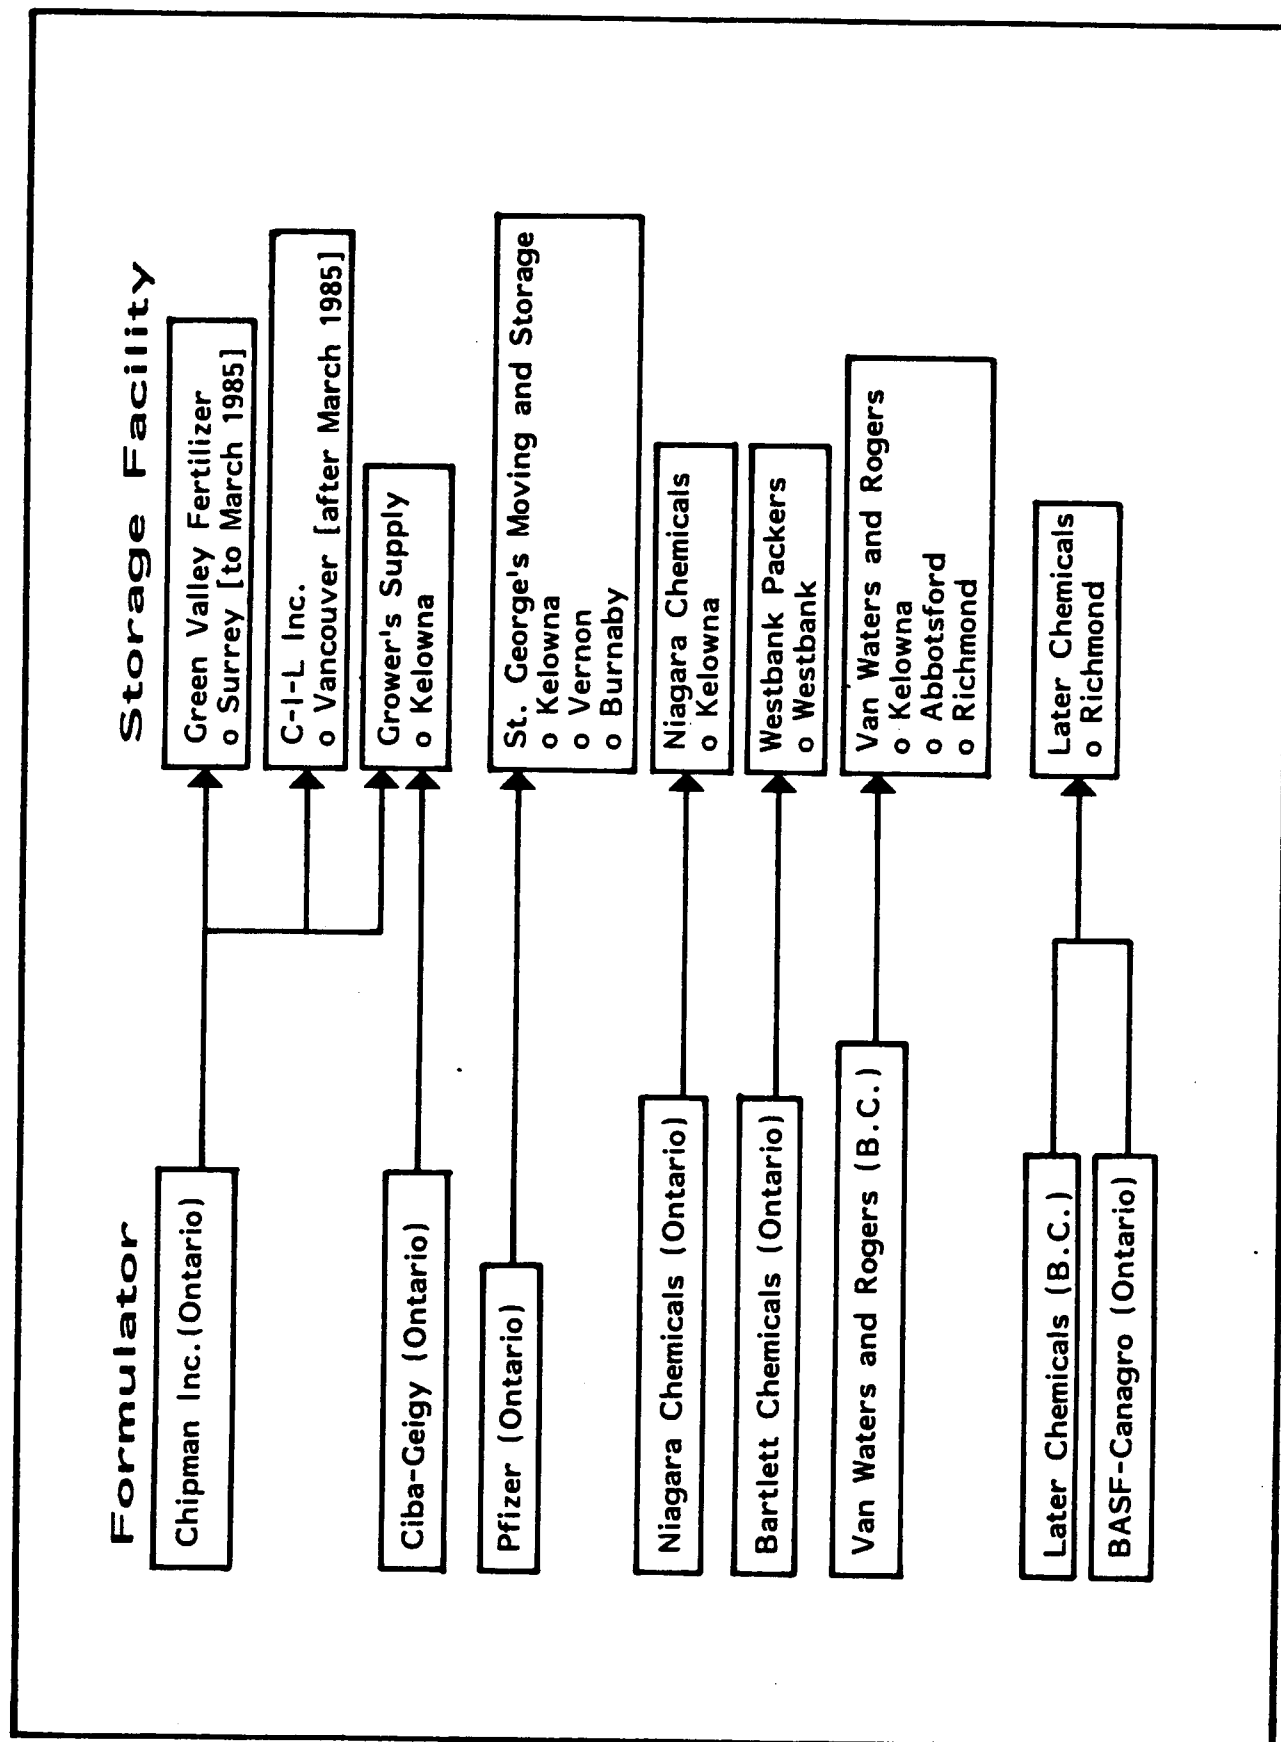 Formulator
Storage Facility
Chipman Inc.(Ontario)
Green Valley Fertilizer
o Surrey [to March 1985]
C-I-L Inc.
o Vancouver [after March 1985]
Ciba-Geigy (Ontario)
Grower's Supply
o Kelowna
Pfizer (Ontario)
St. George's Moving and Storage
o Kelowna
o Vernon
o Burnaby
Niagara Chemicals (Ontario)
Niagara Chemicals
o Kelowna
Bartlett Chemicals (Ontario)
Westbank Packers
o Westbank
Van Waters and Rogers (B.C.)
Van Waters and Rogers
o Kelowna
o Abbotsford
o Richmond
Later Chemicals (B.C.)
BASF-Canagro (Ontario)
Later Chemicals
o Richmond